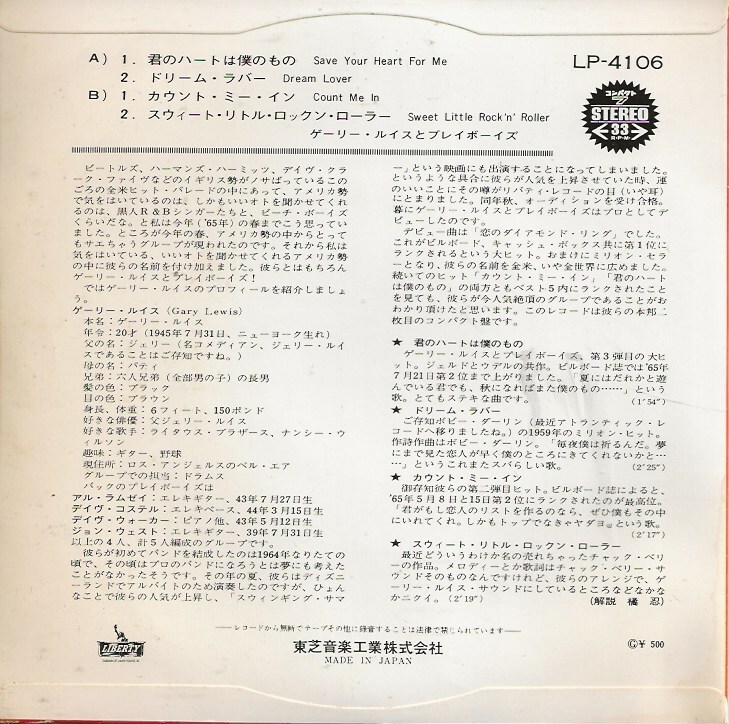 A） 1．君のハートは僕のもの Save Your Heart For Me
2．ドリーム・ラバー Dream Lover
B） 1．カウント・ミー・イン Count Me In
2．スウィート・リトル・ロックン・ローラー Sweet Little Rock'n' Roller
ゲーリー・ルイスとプレイボーイズ
LP-4106
コンパクト
STEREO
33
R・P・M
ビートルズ、ハーマンズ・ハーミッツ、デイヴ・クラ
ーク・ファイヴなどのイギリス勢がノサばっているこの
ごろの全米ヒット・パレードの中にあって、アメリカ勢
で気をはいているのは、しかもいいオトを聞かせてくれ
るのは、黒人R＆Bシンガーたちと、ビーチ・ボーイズ
くらいだな。と私は今年（'65年）の春までこう思ってい
ました。ところが今年の春、アメリカ勢の中からとって
もサエちゃうグループが現われたのです。それから私は
気をはいている、いいオトを聞かせてくれるアメリカ勢
の中に彼らの名前を付け加えました。彼らとはもちろん
ゲーリー・ルイスとプレイボーイズ！
ではゲーリー・ルイスのプロフィールを紹介しましょ
う。
ゲーリー・ルイス（Gary Lewis）
本名：ゲーリー・ルイス
年令：20才（1945年7月31日、ニューヨーク生れ）
父の名：ジェリー（名コメディアン、ジェリー・ルイ
スであることはご存知ですね。）
母の名：パティ
兄弟：六人兄弟（全部男の子）の長男
髪の色：ブラック
目の色：ブラウン
身長、体重：6フィート、150ポンド
好きな俳優：父ジェリー・ルイス
好きな歌手：ライタウス・ブラザース、ナンシー・ウ
ィルソン
趣味：ギター、野球
現住所：ロス・アンジェルスのベル・エア
グループでの担当：ドラムス
バックのプレイボーイズは
アル・ラムゼイ：エレキギター、43年7月27日生
デイヴ・コステル：エレキベース、44年3月15日生
デイヴ・ウォーカー：ピアノ他、43年5月12日生
ジョン・ウェスト：エレキギター、39年7月31日生
以上の4人、計5人編成のグループです。
彼らが初めてバンドを結成したのは1964年なりたての
頃で、その頃はプロのバンドになろうとは夢にも考えた
ことがなかったそうです。その年の夏、彼らはディズニ
ーランドでアルバイトのため演奏したのですが、ひょん
なことで彼らの人気が上昇し、「スウィンギング・サマ
ー」という映画にも出演することになってしまいました。
というような具合に彼らが人気を上昇させていた時、運
のいいことにその噂がリバティ・レコードの目（いや耳）
にとまりました。同年秋、オーディションを受け合格。
暮にゲーリー・ルイスとプレイボーイズはプロとしてデ
ビューしたのです。
デビュー曲は「恋のダイアモンド・リング」でした。
これがビルボード、キャッシュ・ボックス共に第1位に
ランクされるという大ヒット。おまけにミリオン・セラ
ーとなり、彼らの名前を全米、いや全世界に広めました。
続いてのヒット「カウント・ミー・イン」「君のハート
は僕のもの」の両方ともベスト5内にランクされたこと
を見ても、彼らが今人気絶頂のグループであることがお
わかり頂けたと思います。このレコードは彼らの本邦二
枚目のコンパクト盤です。
★ 君のハートは僕のもの
ゲーリー・ルイスとプレイボーイズ、第3弾目の大ヒ
ット。ジェルドとウデルの共作。ビルボード誌では'65年
7月21日第2位まで上がりました。「夏にはだれかと遊
んでいる君でも、秋になればまた僕のもの……」という
歌。とてもステキな曲です。 （1'54"）
★ ドリーム・ラバー
ご存知ボビー・ダーリン（最近アトランティック・レ
コードへ移りましたね。）の1959年のミリオン・ヒット。
作詩作曲はボビー・ダーリン。「毎夜僕は祈るんだ。夢
にまで見た恋人が早く僕のところにきてくれないかと…
…」というこれまたスバらしい歌。 （2'25"）
★ カウント・ミー・イン
御存知彼らの第二弾目ヒット。ビルボード誌によると、
'65年5月8日と15日第2位にランクされたのが最高位。
「君がもし恋人のリストを作るのなら、ぜひ僕もその中
にいれてくれ。しかもトップでなきゃヤダヨ」という歌。
（2'17"）
★ スウィート・リトル・ロックン・ローラー
最近どういうわけか名の売れちゃったチャック・ベリ
ーの作品。メロディーとか歌詞はチャック・ベリー・サ
ウンドそのものなんですけれど、彼らのアレンジで、ゲ
ーリー・ルイス・サウンドにしているところなどなかな
かニクイ。（2'19"） （解説 橘 忍）
――レコードから無断でテープその他に録音することは法律で禁じられています――
LIBERTY
東芝音楽工業株式会社
MADE IN JAPAN
Ⓖ￥ 500